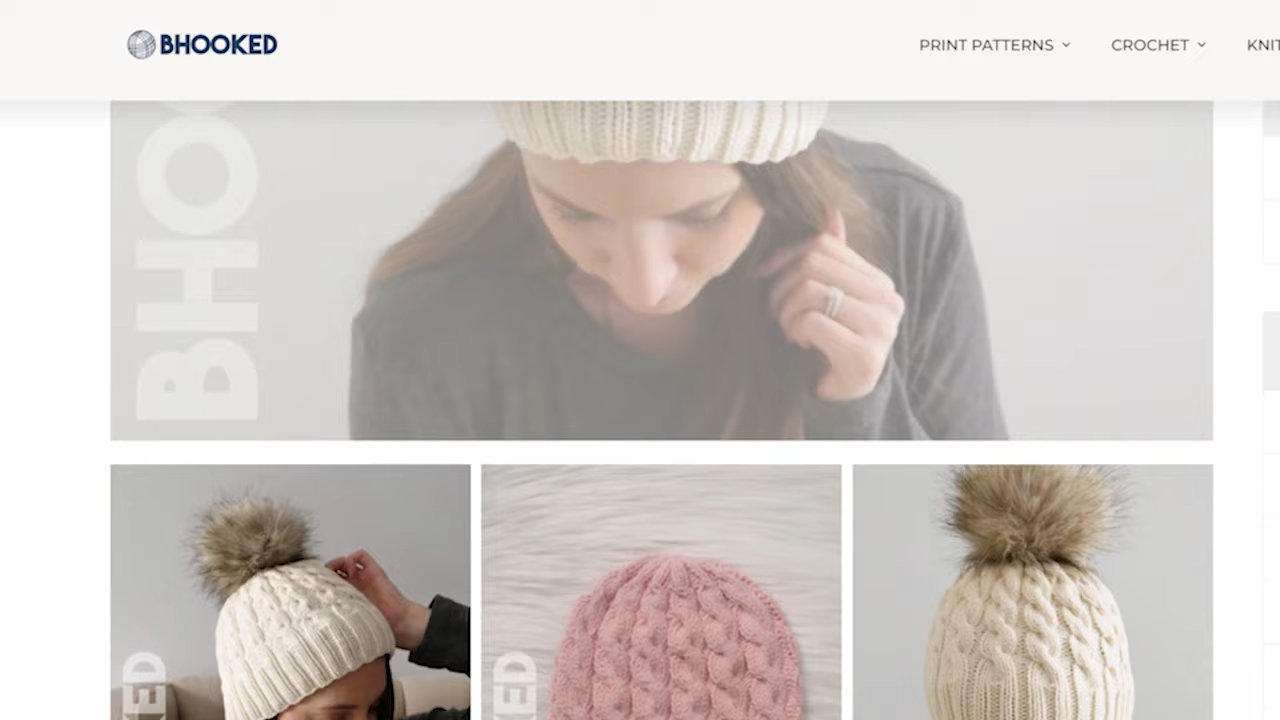 BHOOKED
PRINT PATTERNS
CROCHET
KNIT
BHOO
KED
KED